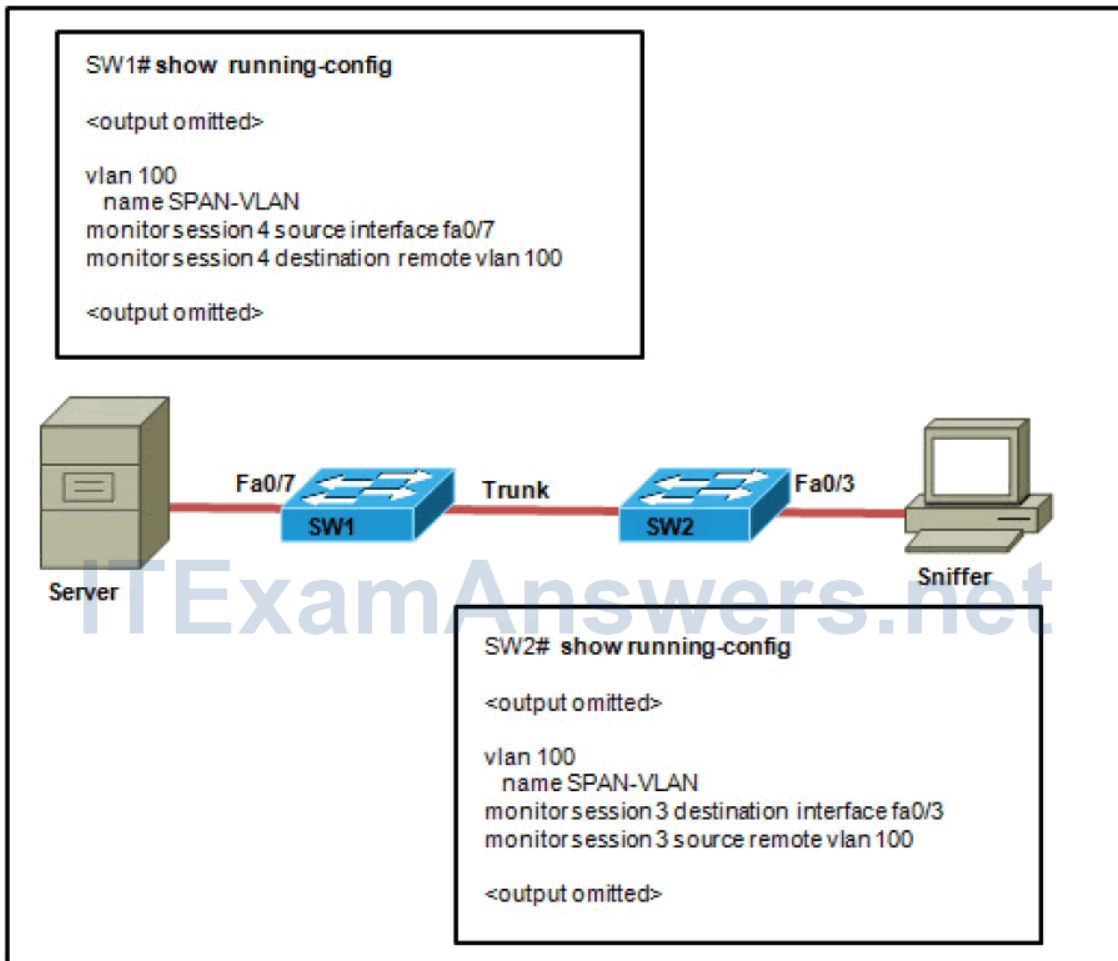 SW1# show running-config
<output omitted>
vlan 100
name SPAN-VLAN
monitor session 4 source interface fa0/7
monitor session 4 destination remote vlan 100
<output omitted>
Fa0/7
Trunk
Fa0/3
SW1
SW2
Server
Sniffer
ITExamAnswers.net
SW2# show running-config
<output omitted>
vlan 100
name SPAN-VLAN
monitor session 3 destination interface fa0/3
monitor session 3 source remote vlan 100
<output omitted>